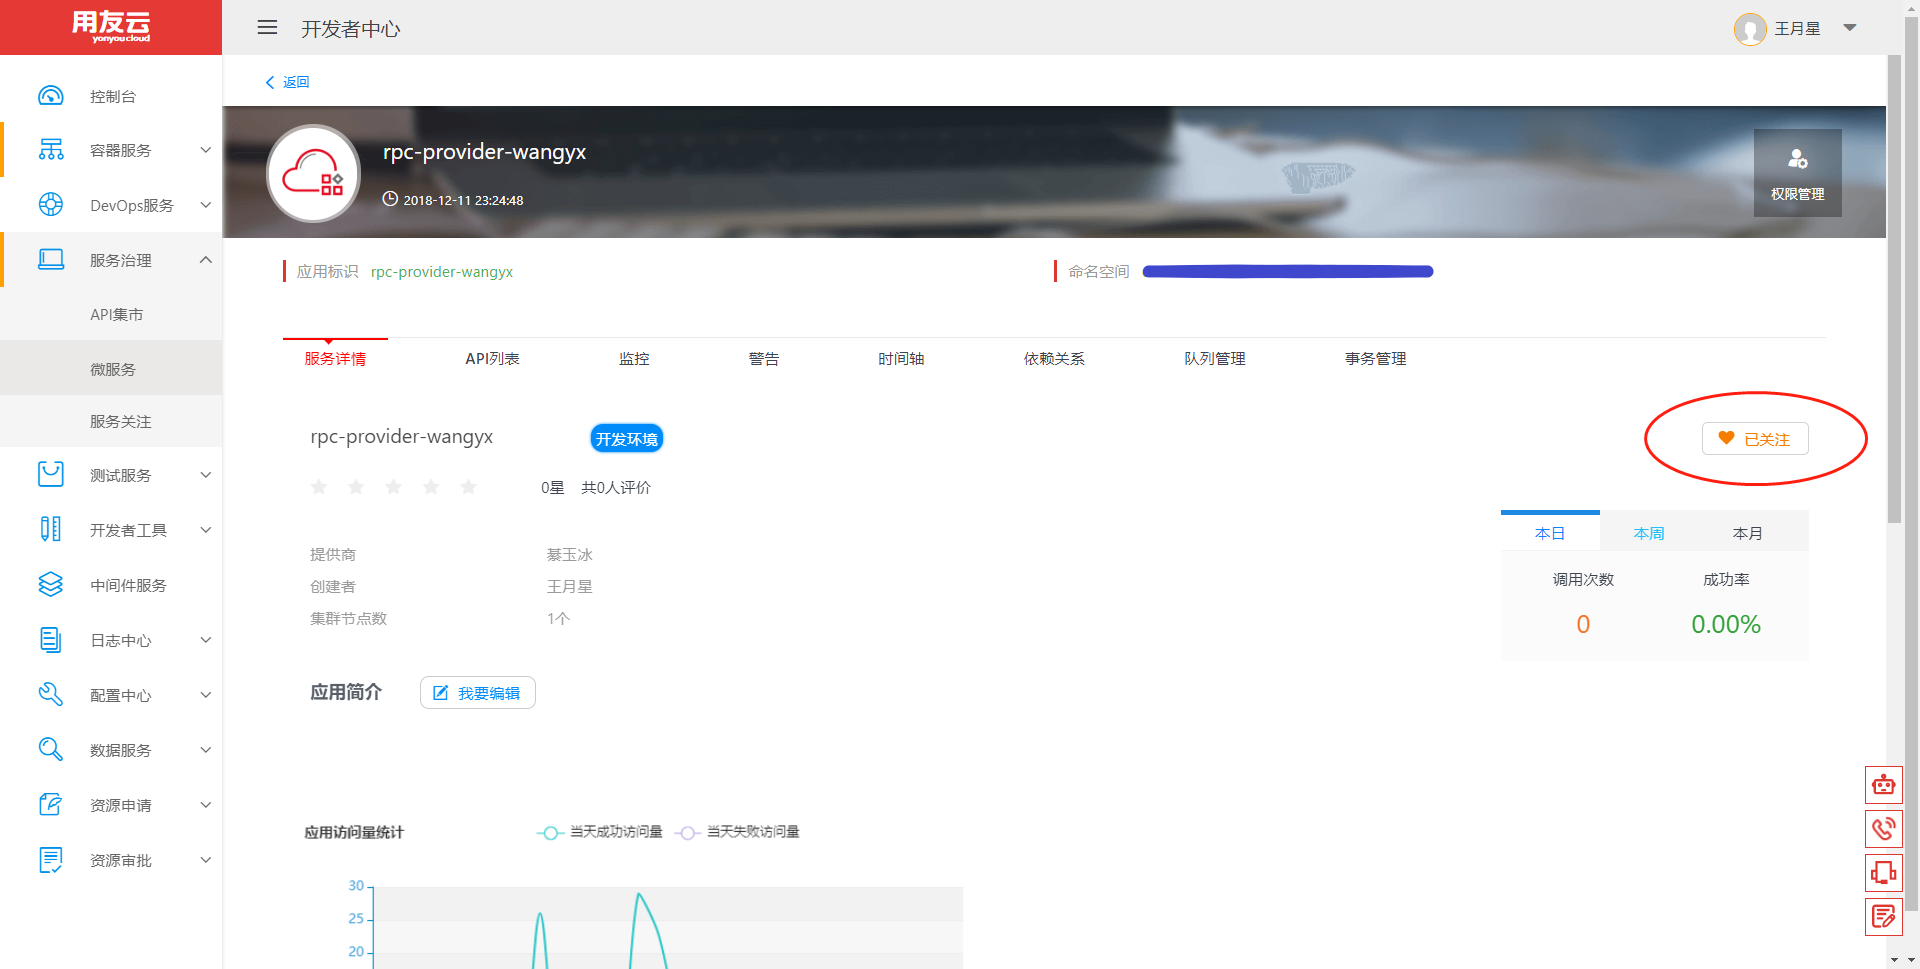 用友云
yonyou cloud
开发者中心
王月星
返回
控制台
容器服务
DevOps服务
服务治理
API集市
微服务
服务关注
测试服务
开发者工具
中间件服务
日志中心
配置中心
数据服务
资源申请
资源审批
rpc-provider-wangyx
2018-12-11 23:24:48
权限管理
应用标识 rpc-provider-wangyx
命名空间
服务详情 API列表 监控 警告 时间轴 依赖关系 队列管理 事务管理
rpc-provider-wangyx 开发环境
已关注
0星 共0人评价
提供商 綦玉冰
创建者 王月星
集群节点数 1个
本日 本周 本月
调用次数 成功率
0 0.00%
应用简介 我要编辑
应用访问量统计 当天成功访问量 当天失败访问量
30
25
20